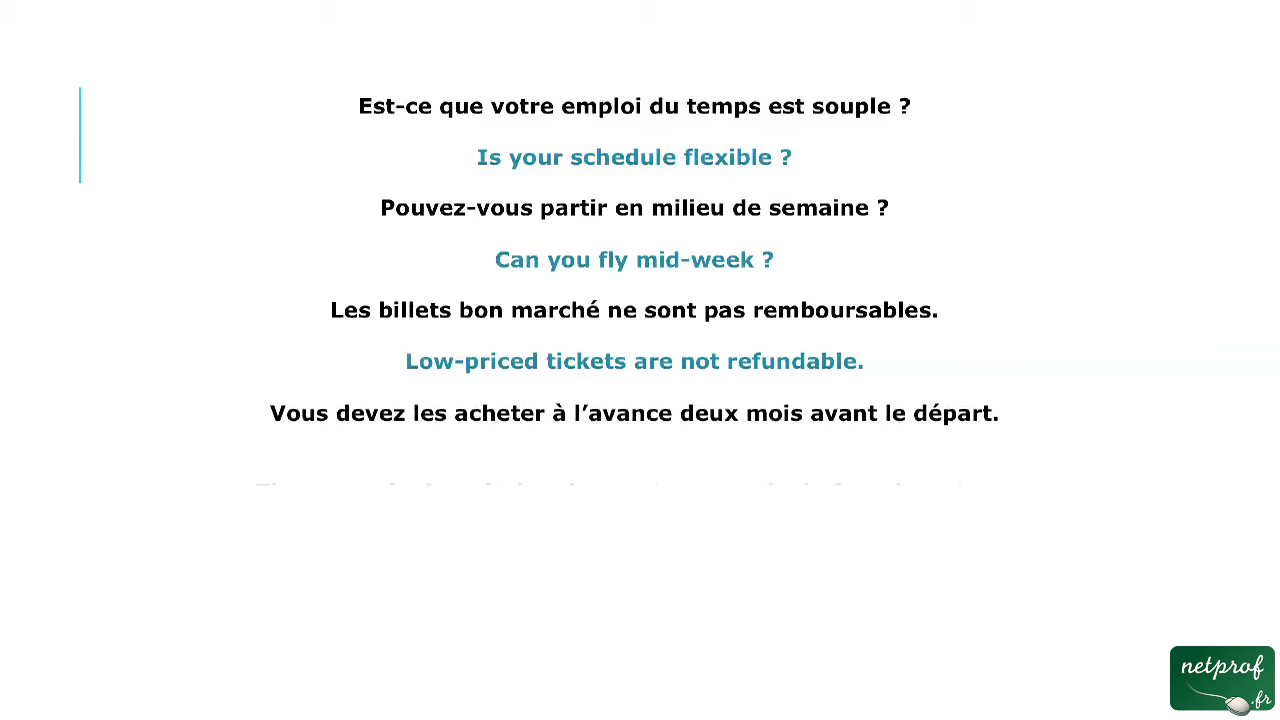 Est-ce que votre emploi du temps est souple ?
Is your schedule flexible ?
Pouvez-vous partir en milieu de semaine ?
Can you fly mid-week ?
Les billets bon marché ne sont pas remboursables.
Low-priced tickets are not refundable.
Vous devez les acheter à l’avance deux mois avant le départ.
netprof
.fr